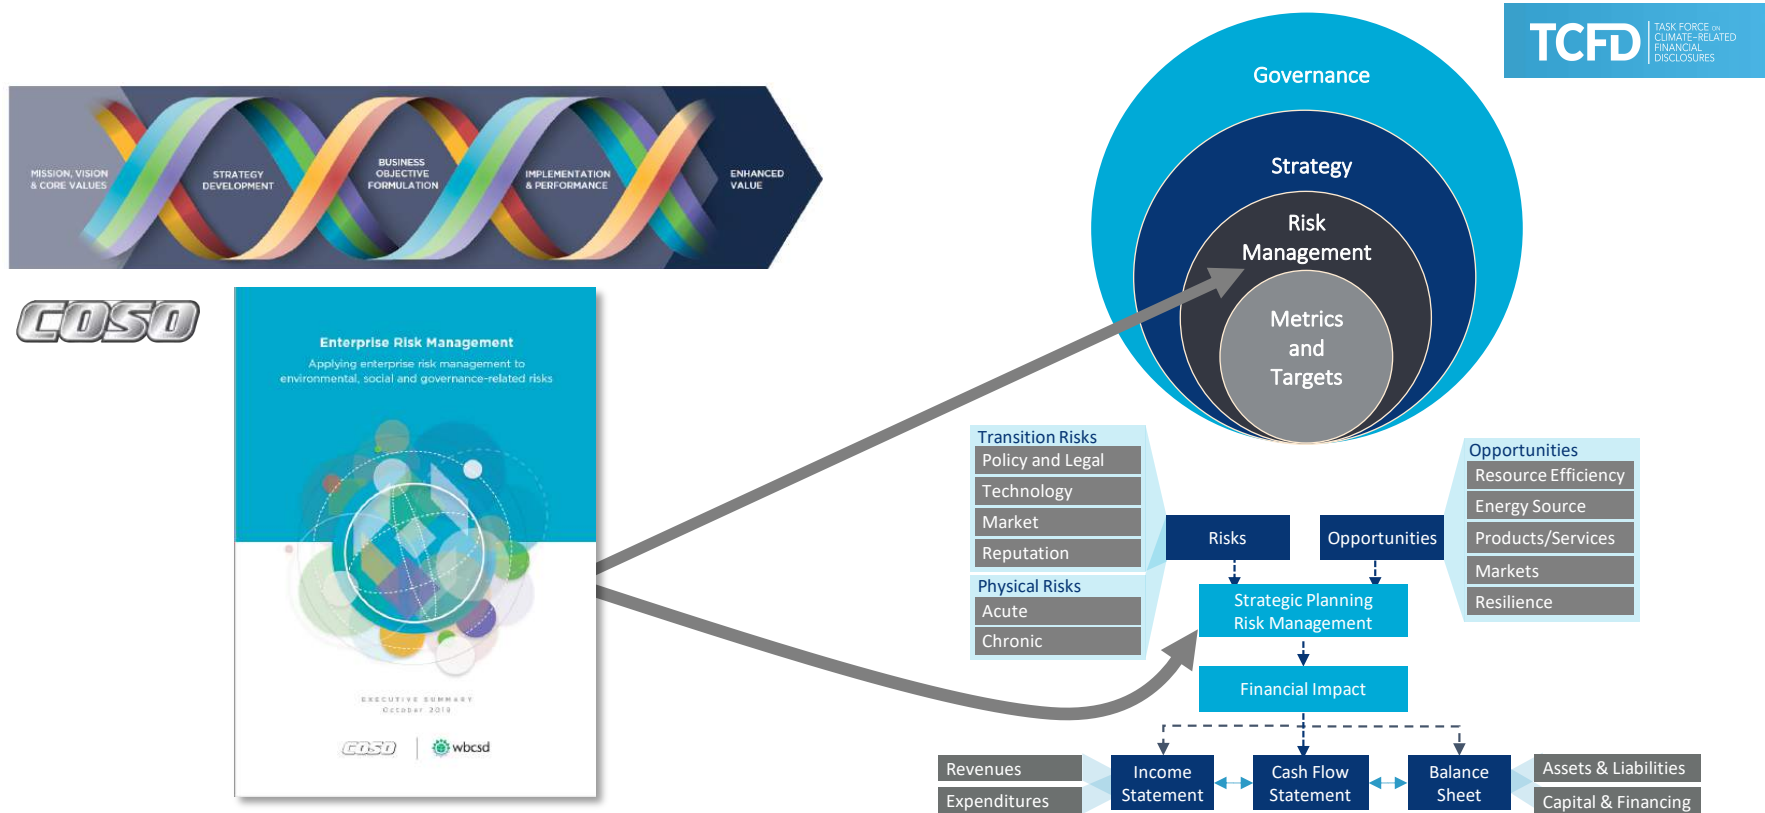 TCFD
TASK FORCE ON
CLIMATE-RELATED
FINANCIAL
DISCLOSURES
MISSION, VISION
& CORE VALUES
STRATEGY
DEVELOPMENT
BUSINESS
OBJECTIVE
FORMULATION
IMPLEMENTATION
& PERFORMANCE
ENHANCED
VALUE
COSO
Enterprise Risk Management
Applying enterprise risk management to
environmental, social and governance-related risks
EXECUTIVE SUMMARY
October 2018
COSO
wbcsd
Governance
Strategy
Risk
Management
Metrics
and
Targets
Transition Risks
Policy and Legal
Technology
Market
Reputation
Physical Risks
Acute
Chronic
Risks
Opportunities
Opportunities
Resource Efficiency
Energy Source
Products/Services
Markets
Resilience
Strategic Planning
Risk Management
Financial Impact
Revenues
Expenditures
Income
Statement
Cash Flow
Statement
Balance
Sheet
Assets & Liabilities
Capital & Financing